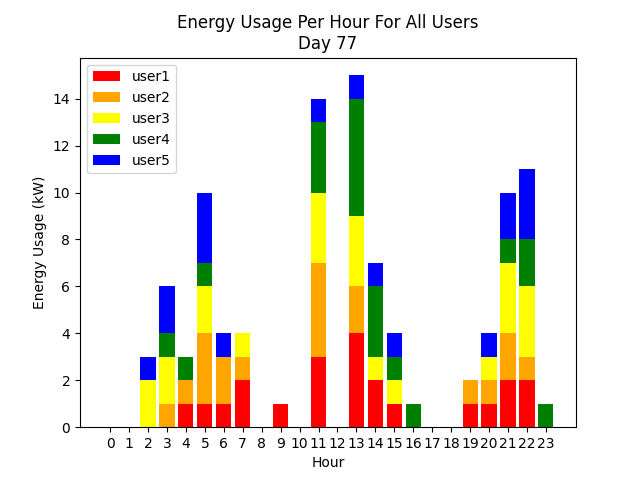 Energy Usage Per Hour For All Users
Day 77
user1
user2
user3
user4
user5
Energy Usage (kW)
14
12
10
8
6
4
2
0
0 1 2 3 4 5 6 7 8 9 10 11 12 13 14 15 16 17 18 19 20 21 22 23
Hour